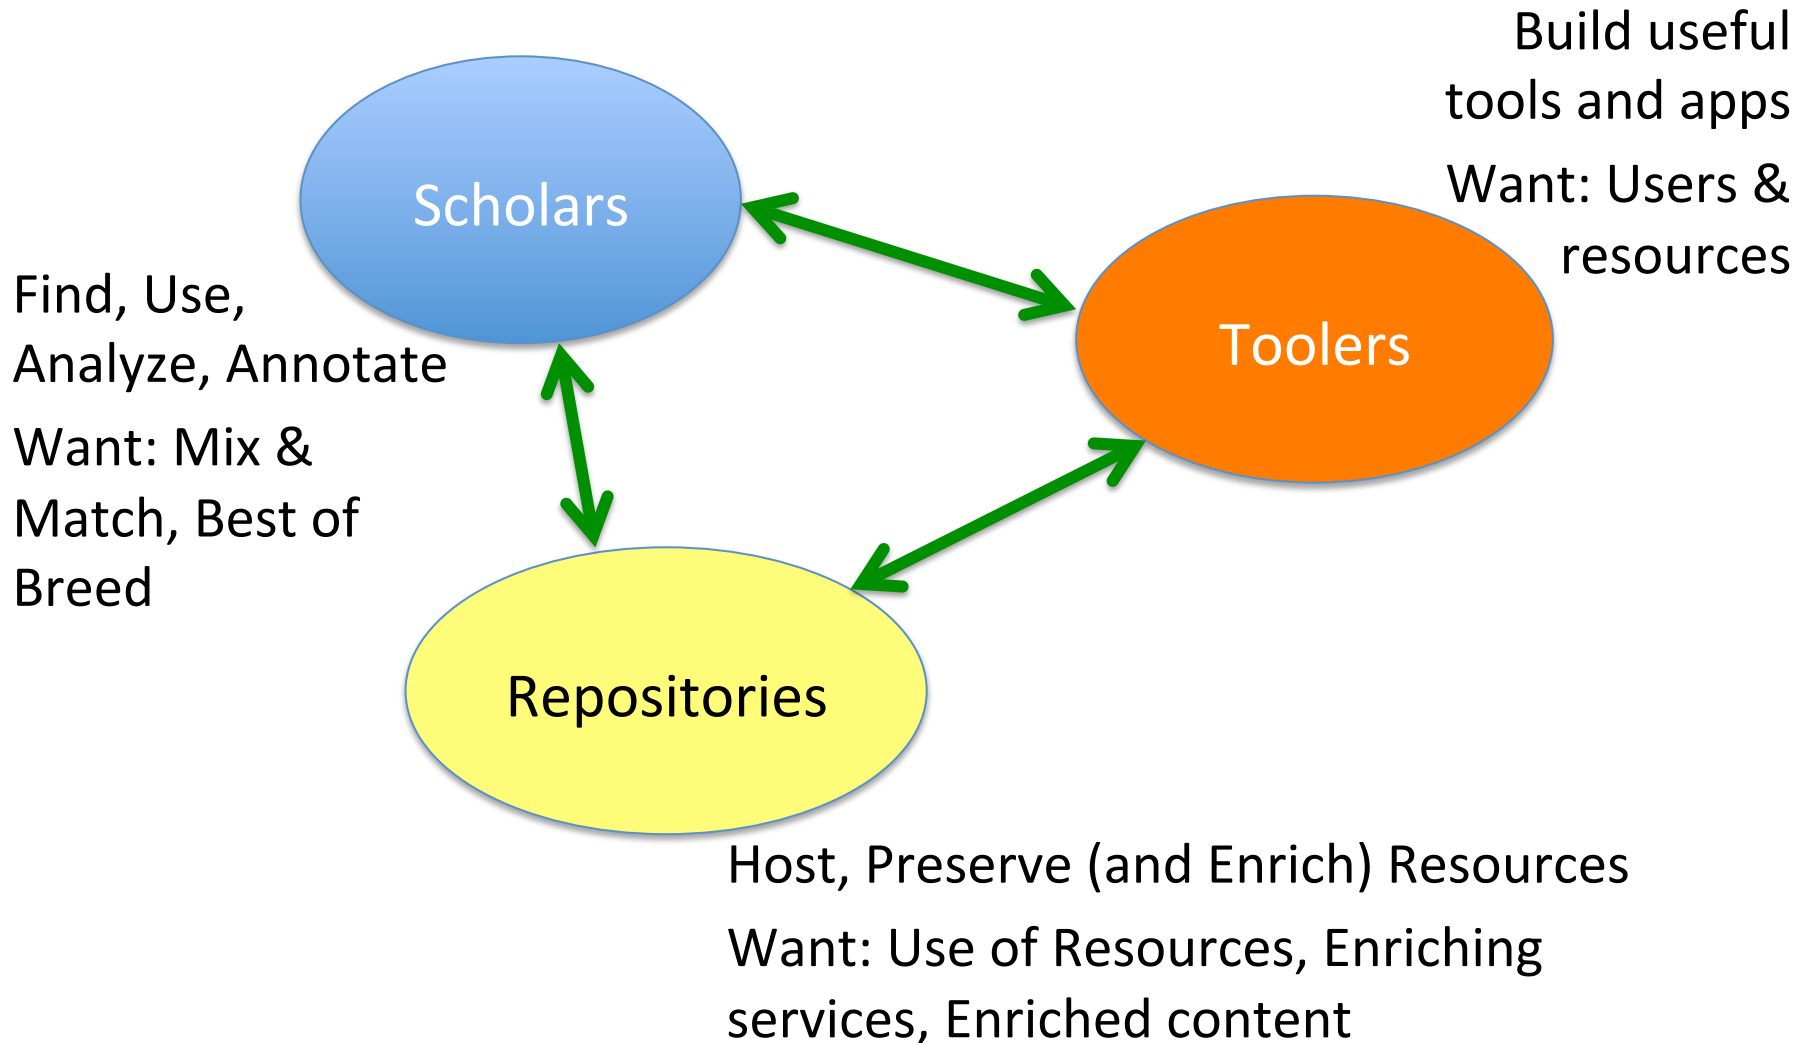 Build useful
tools and apps
Want: Users &
resources
Scholars
Toolers
Find, Use,
Analyze, Annotate
Want: Mix &
Match, Best of
Breed
Repositories
Host, Preserve (and Enrich) Resources
Want: Use of Resources, Enriching
services, Enriched content